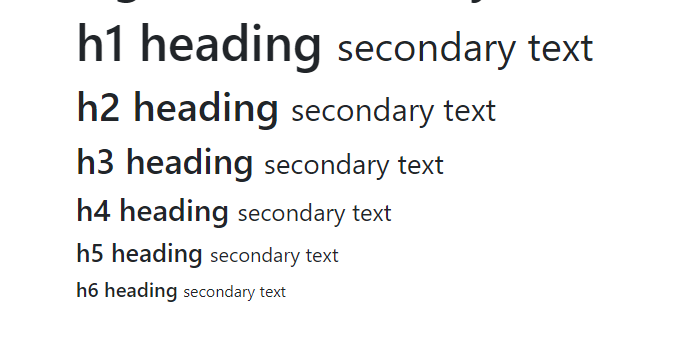 h1 heading secondary text
h2 heading secondary text
h3 heading secondary text
h4 heading secondary text
h5 heading secondary text
h6 heading secondary text